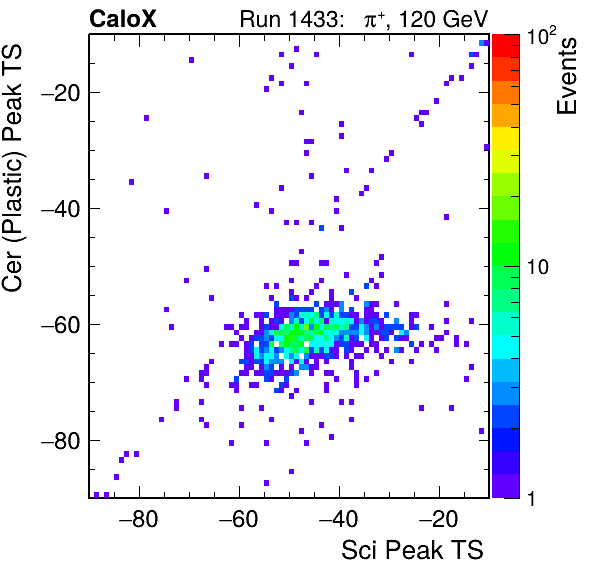 CaloX Run 1433: π⁺, 120 GeV
Cer (Plastic) Peak TS
−20
−40
−60
−80
−80 −60 −40 −20
Sci Peak TS
10²
10
1
Events